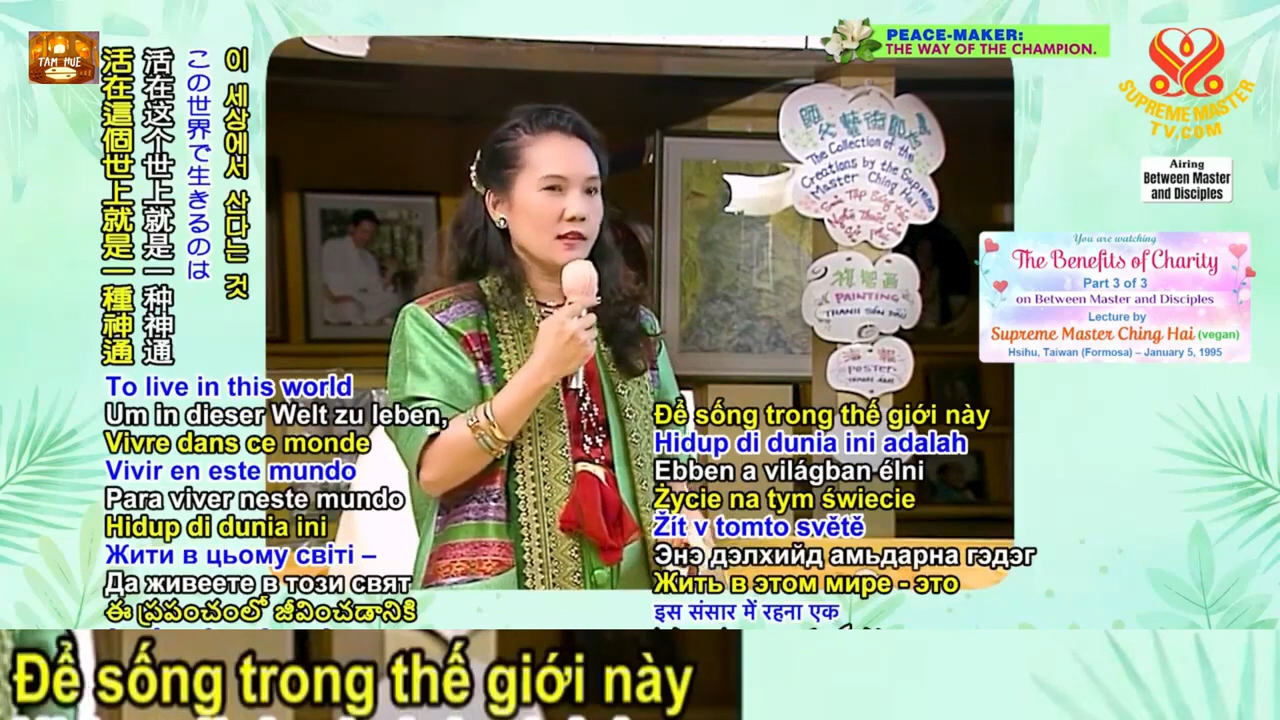 TAM HUE
PEACE-MAKER:
THE WAY OF THE CHAMPION.
SUPREME MASTER
TV.COM
Airing
Between Master
and Disciples
You are watching
The Benefits of Charity
Part 3 of 3
on Between Master and Disciples
Lecture by
Supreme Master Ching Hai (vegan)
Hsihu, Taiwan (Formosa) – January 5, 1995
이 세상에서 산다는 것
この世界で生きるのは
活在这个世上就是一种神通
活在這個世上就是一種神通
The Collection of the
Creations by the Supreme
Master Ching Hai
PAINTING
POSTER
To live in this world
Um in dieser Welt zu leben,
Vivre dans ce monde
Vivir en este mundo
Para viver neste mundo
Hidup di dunia ini
Жити в цьому світі –
Да живеете в този свят
ఈ ప్రపంచంలో జీవించడానికి
Để sống trong thế giới này
Hidup di dunia ini adalah
Ebben a világban élni
Życie na tym świecie
Žít v tomto světě
Энэ дэлхийд амьдарна гэдэг
Жить в этом мире - это
इस संसार में रहना एक
Để sống trong thế giới này